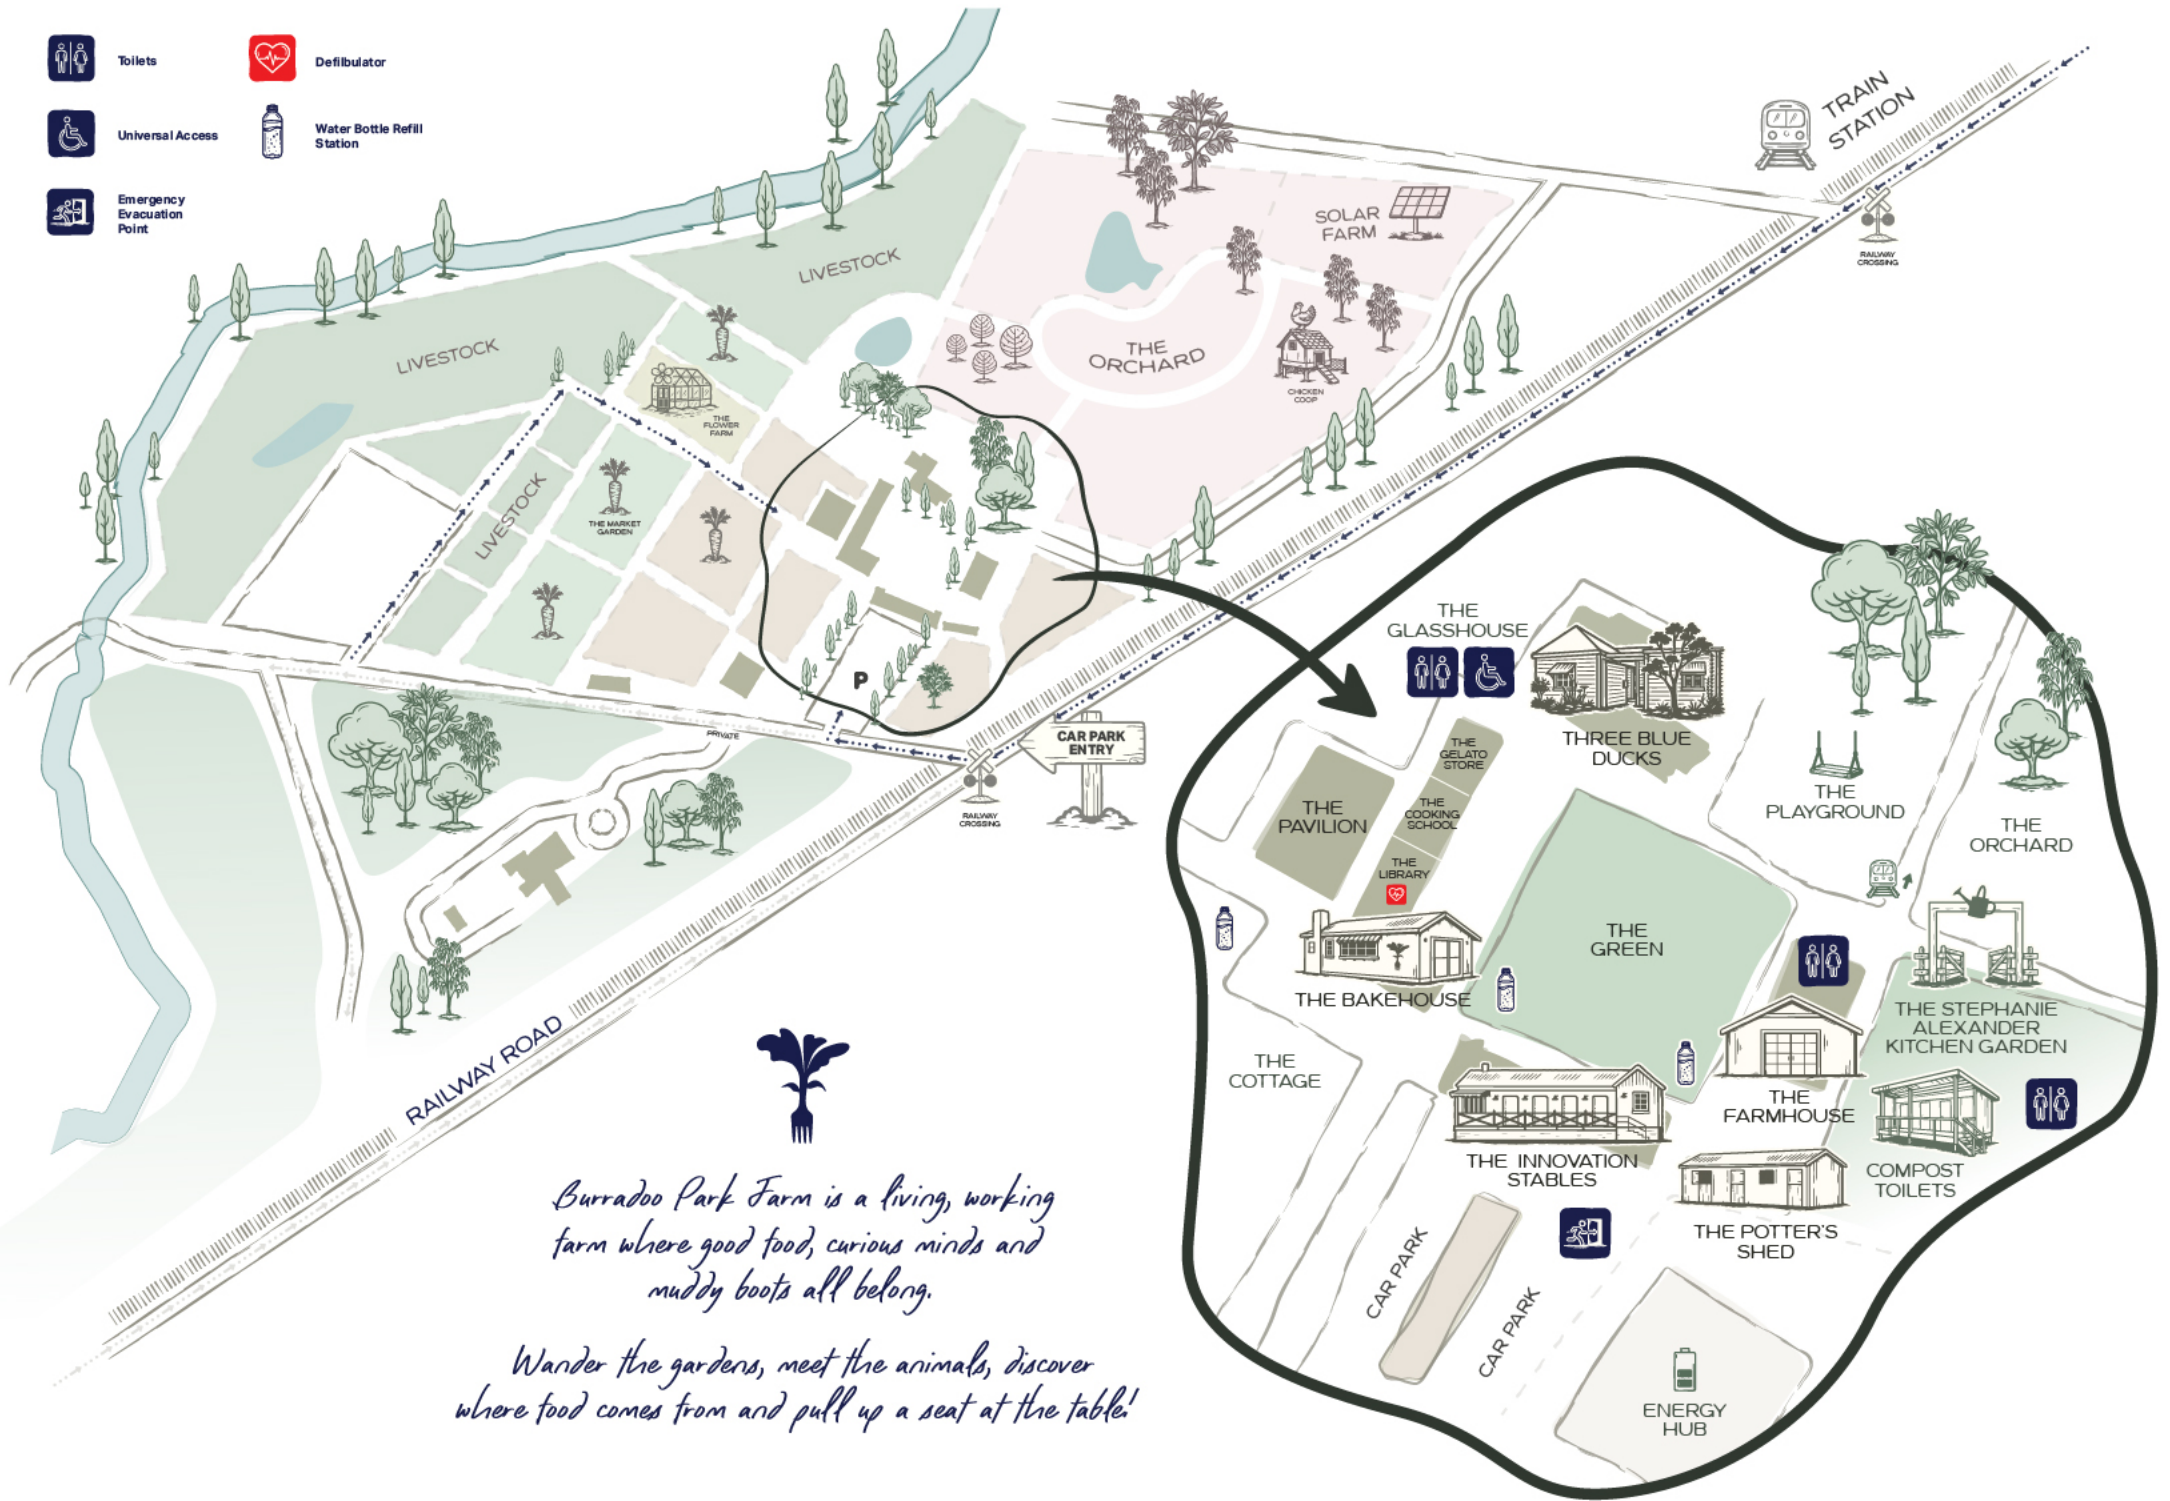 Toilets
Defilbulator
Universal Access
Water Bottle Refill
Station
Emergency
Evacuation
Point
TRAIN
STATION
RAILWAY
CROSSING
SOLAR
FARM
LIVESTOCK
LIVESTOCK
THE
ORCHARD
CHICKEN
COOP
THE
FLOWER
FARM
LIVESTOCK
THE MARKET
GARDEN
P
PRIVATE
CAR PARK
ENTRY
RAILWAY
CROSSING
RAILWAY ROAD
THE
GLASSHOUSE
THREE BLUE
DUCKS
THE
GELATO
STORE
THE
PAVILION
THE
COOKING
SCHOOL
THE
LIBRARY
THE
PLAYGROUND
THE
ORCHARD
THE
GREEN
THE BAKEHOUSE
THE STEPHANIE
ALEXANDER
KITCHEN GARDEN
THE
COTTAGE
THE
FARMHOUSE
THE INNOVATION
STABLES
COMPOST
TOILETS
THE POTTER'S
SHED
CAR PARK
CAR PARK
ENERGY
HUB
Burradoo Park Farm is a living, working
farm where good food, curious minds and
muddy boots all belong.
Wander the gardens, meet the animals, discover
where food comes from and pull up a seat at the table!